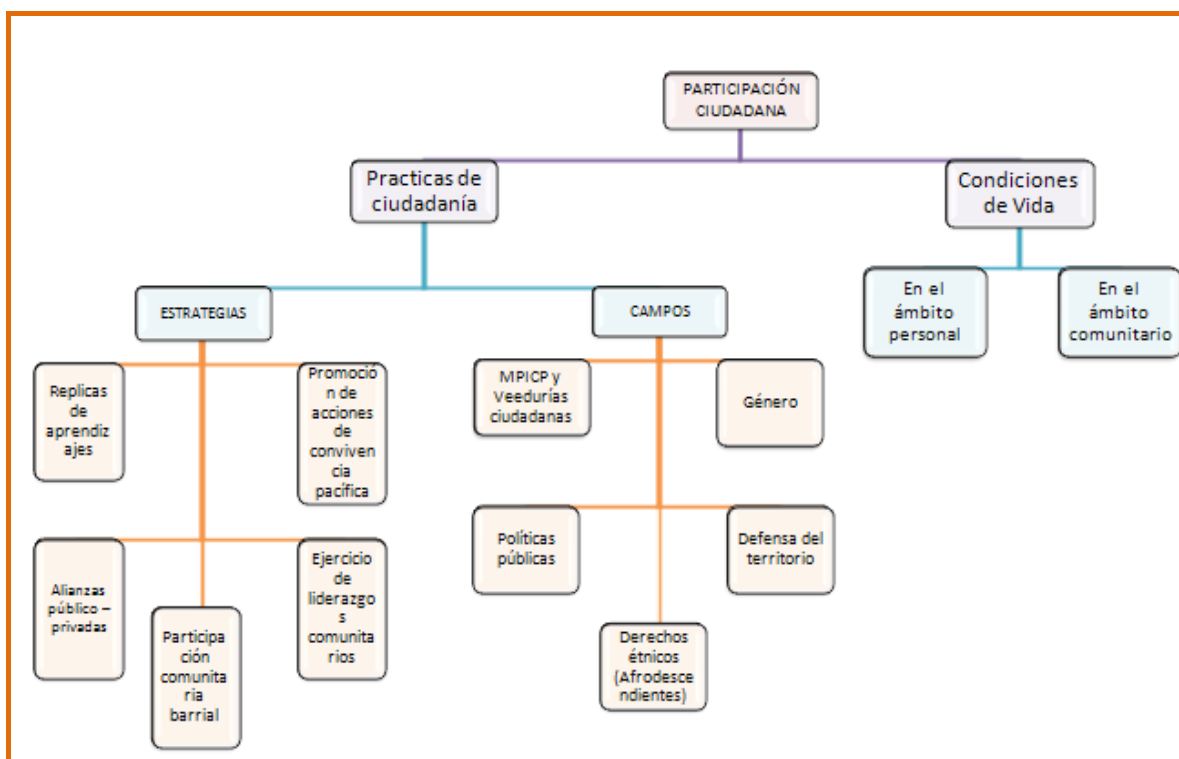 PARTICIPACIÓN
CIUDADANA
Practicas de
ciudadanía
Condiciones
de Vida
ESTRATEGIAS
CAMPOS
En el
ámbito
personal
En el
ámbito
comunitario
Replicas
de
aprendiz
ajes
Promoció
n de
acciones
de
conviven
cia
pacífica
MPICP y
Veedurías
ciudadanas
Género
Alianzas
público –
privadas
Participa
ción
comunita
ria
barrial
Ejercicio
de
liderazgo
s
comunita
rios
Políticas
públicas
Defensa del
territorio
Derechos
étnicos
(Afrodesce
ndientes)